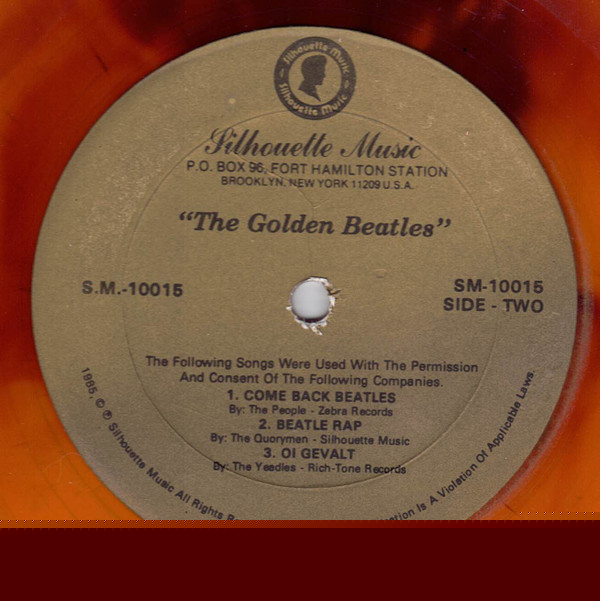 Silhouette Music
Silhouette Music
Silhouette Music
P.O. BOX 96, FORT HAMILTON STATION
BROOKLYN, NEW YORK 11209 U.S.A.
“The Golden Beatles”
S.M.-10015
SM-10015
SIDE - TWO
The Following Songs Were Used With The Permission
And Consent Of The Following Companies.
1. COME BACK BEATLES
By: The People - Zebra Records
2. BEATLE RAP
By: The Quorymen - Silhouette Music
3. OI GEVALT
By: The Yeadles - Rich-Tone Records
1985, © ℗ Silhouette Music All Rights
Is A Violation Of Applicable Laws.